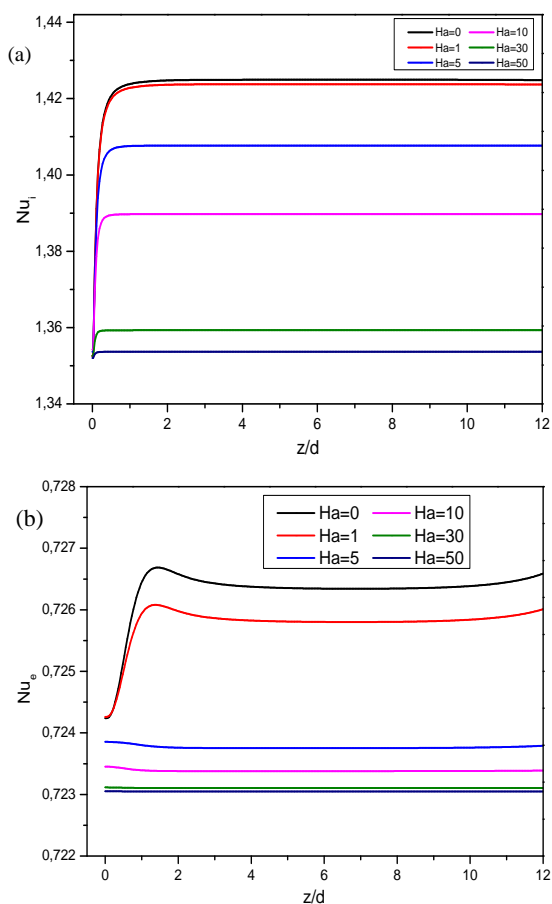 (a)
1,44
1,42
1,40
1,38
1,36
1,34
Nu_i
Ha=0 Ha=10
Ha=1 Ha=30
Ha=5 Ha=50
0 2 4 6 8 10 12
z/d
(b)
0,728
0,727
0,726
0,725
0,724
0,723
0,722
Nu_e
Ha=0 Ha=10
Ha=1 Ha=30
Ha=5 Ha=50
0 2 4 6 8 10 12
z/d